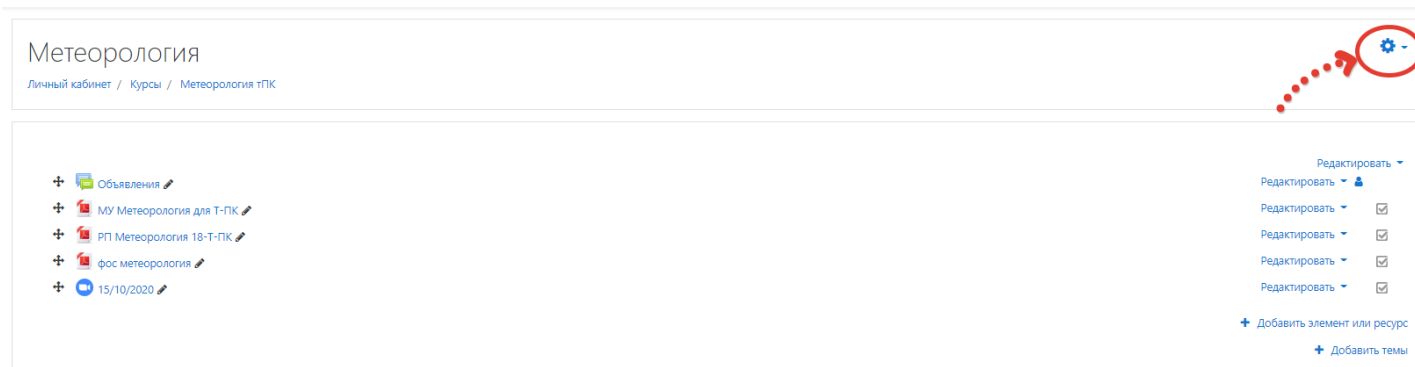 Метеорология
Личный кабинет / Курсы / Метеорология тПК
Редактировать
Объявления Редактировать
МУ Метеорология для Т-ПК Редактировать
РП Метеорология 18-Т-ПК Редактировать
фос метеорология Редактировать
15/10/2020 Редактировать
+ Добавить элемент или ресурс
+ Добавить темы